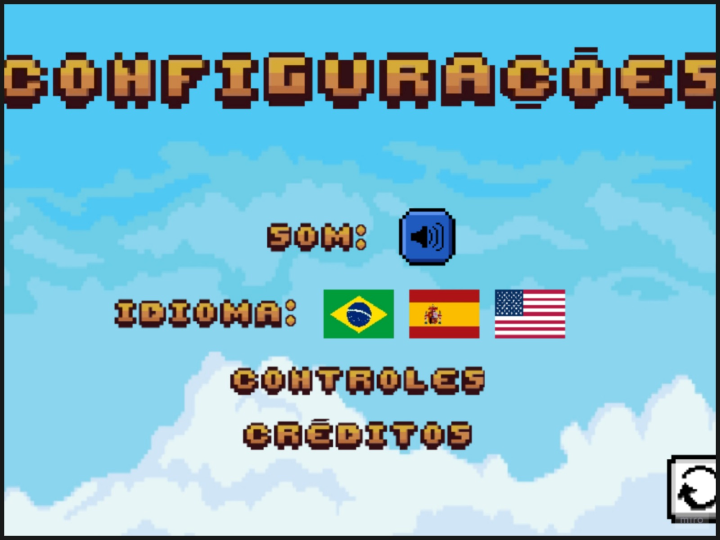 CONFIGURAÇÕES
SOM:
IDIOMA:
CONTROLES
CRÉDITOS